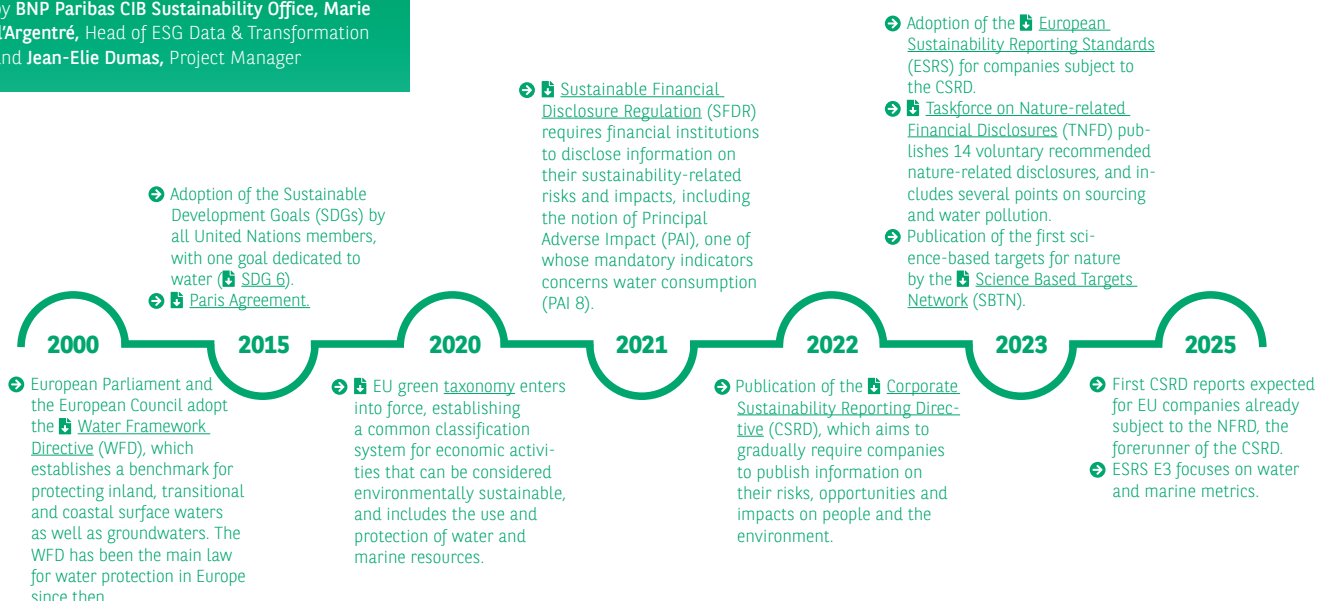 by BNP Paribas CIB Sustainability Office, Marie
d'Argentré, Head of ESG Data & Transformation
and Jean-Elie Dumas, Project Manager
2000
European Parliament and
the European Council adopt
the Water Framework
Directive (WFD), which
establishes a benchmark for
protecting inland, transitional
and coastal surface waters
as well as groundwaters. The
WFD has been the main law
for water protection in Europe
since then.
2015
Adoption of the Sustainable
Development Goals (SDGs) by
all United Nations members,
with one goal dedicated to
water (SDG 6).
Paris Agreement.
2020
EU green taxonomy enters
into force, establishing
a common classification
system for economic activi-
ties that can be considered
environmentally sustainable,
and includes the use and
protection of water and
marine resources.
2021
Sustainable Financial
Disclosure Regulation (SFDR)
requires financial institutions
to disclose information on
their sustainability-related
risks and impacts, including
the notion of Principal
Adverse Impact (PAI), one of
whose mandatory indicators
concerns water consumption
(PAI 8).
2022
Publication of the Corporate
Sustainability Reporting Direc-
tive (CSRD), which aims to
gradually require companies
to publish information on
their risks, opportunities and
impacts on people and the
environment.
2023
Adoption of the European
Sustainability Reporting Standards
(ESRS) for companies subject to
the CSRD.
Taskforce on Nature-related
Financial Disclosures (TNFD) pub-
lishes 14 voluntary recommended
nature-related disclosures, and in-
cludes several points on sourcing
and water pollution.
Publication of the first sci-
ence-based targets for nature
by the Science Based Targets
Network (SBTN).
2025
First CSRD reports expected
for EU companies already
subject to the NFRD, the
forerunner of the CSRD.
ESRS E3 focuses on water
and marine metrics.